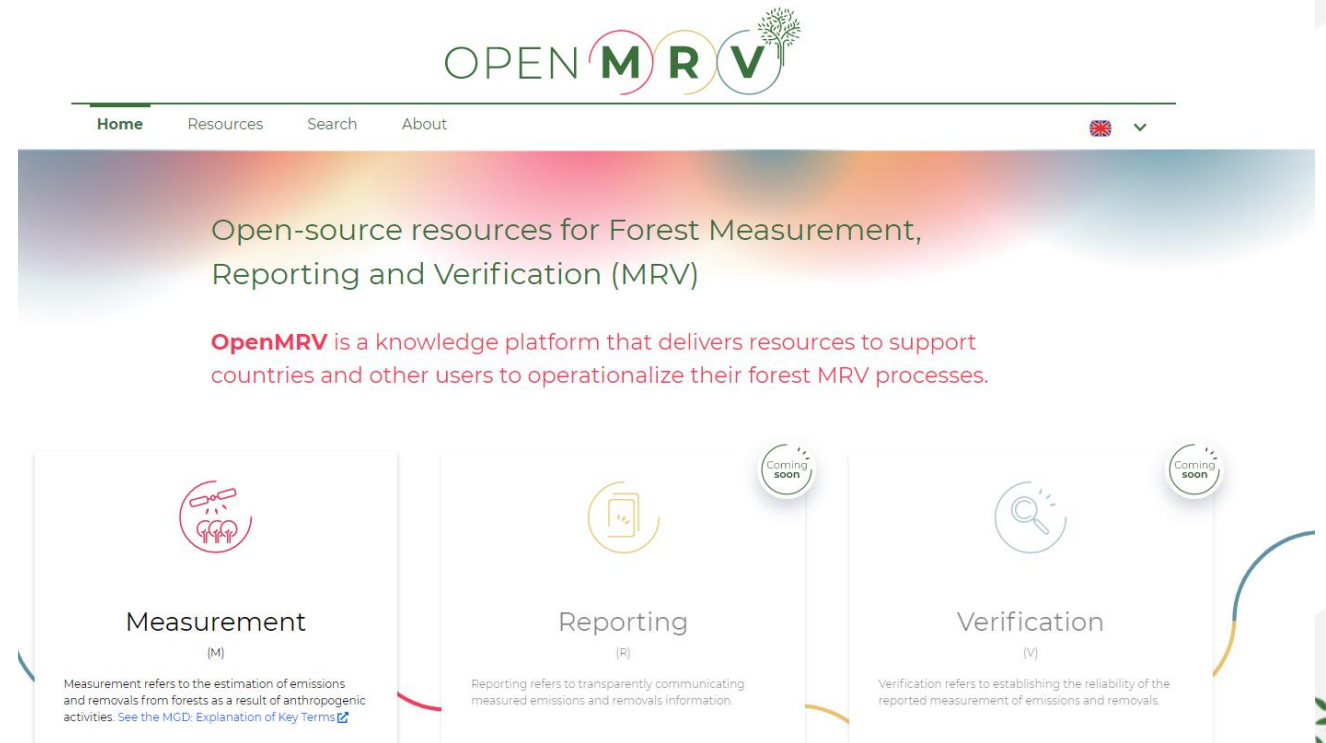 OPEN MRV
Home Resources Search About
Open-source resources for Forest Measurement,
Reporting and Verification (MRV)
OpenMRV is a knowledge platform that delivers resources to support
countries and other users to operationalize their forest MRV processes.
Measurement
(M)
Measurement refers to the estimation of emissions
and removals from forests as a result of anthropogenic
activities. See the MGD: Explanation of Key Terms
Coming
soon
Reporting
(R)
Reporting refers to transparently communicating
measured emissions and removals information.
Coming
soon
Verification
(V)
Verification refers to establishing the reliability of the
reported measurement of emissions and removals.